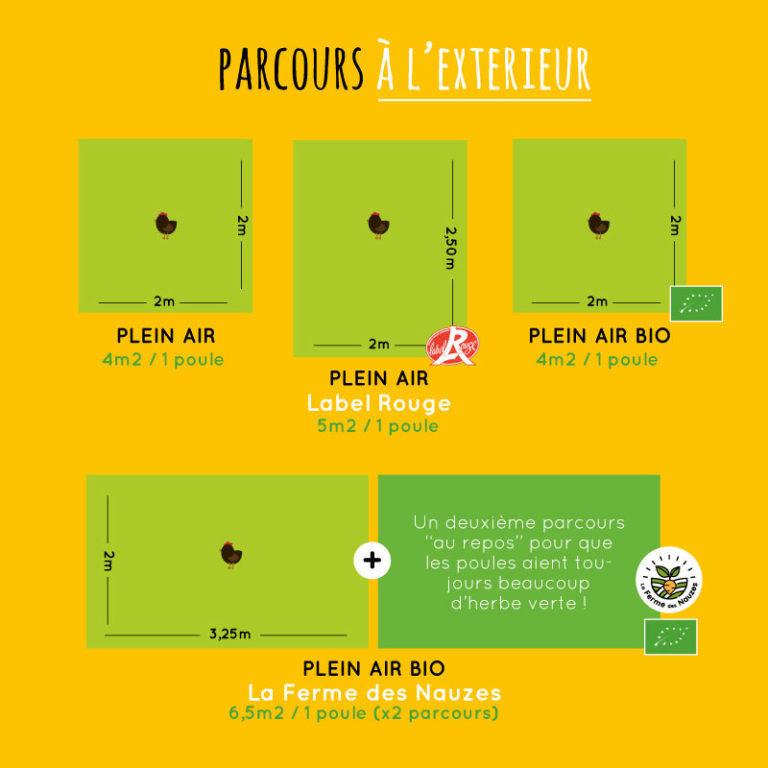 PARCOURS À L'EXTERIEUR
2m
2m
PLEIN AIR
4m2 / 1 poule
2,50m
2m
label Rouge
PLEIN AIR
Label Rouge
5m2 / 1 poule
2m
2m
PLEIN AIR BIO
4m2 / 1 poule
2m
3,25m
+
Un deuxième parcours
“au repos” pour que
les poules aient tou-
jours beaucoup
d'herbe verte !
La Ferme des Nauzes
PLEIN AIR BIO
La Ferme des Nauzes
6,5m2 / 1 poule (x2 parcours)